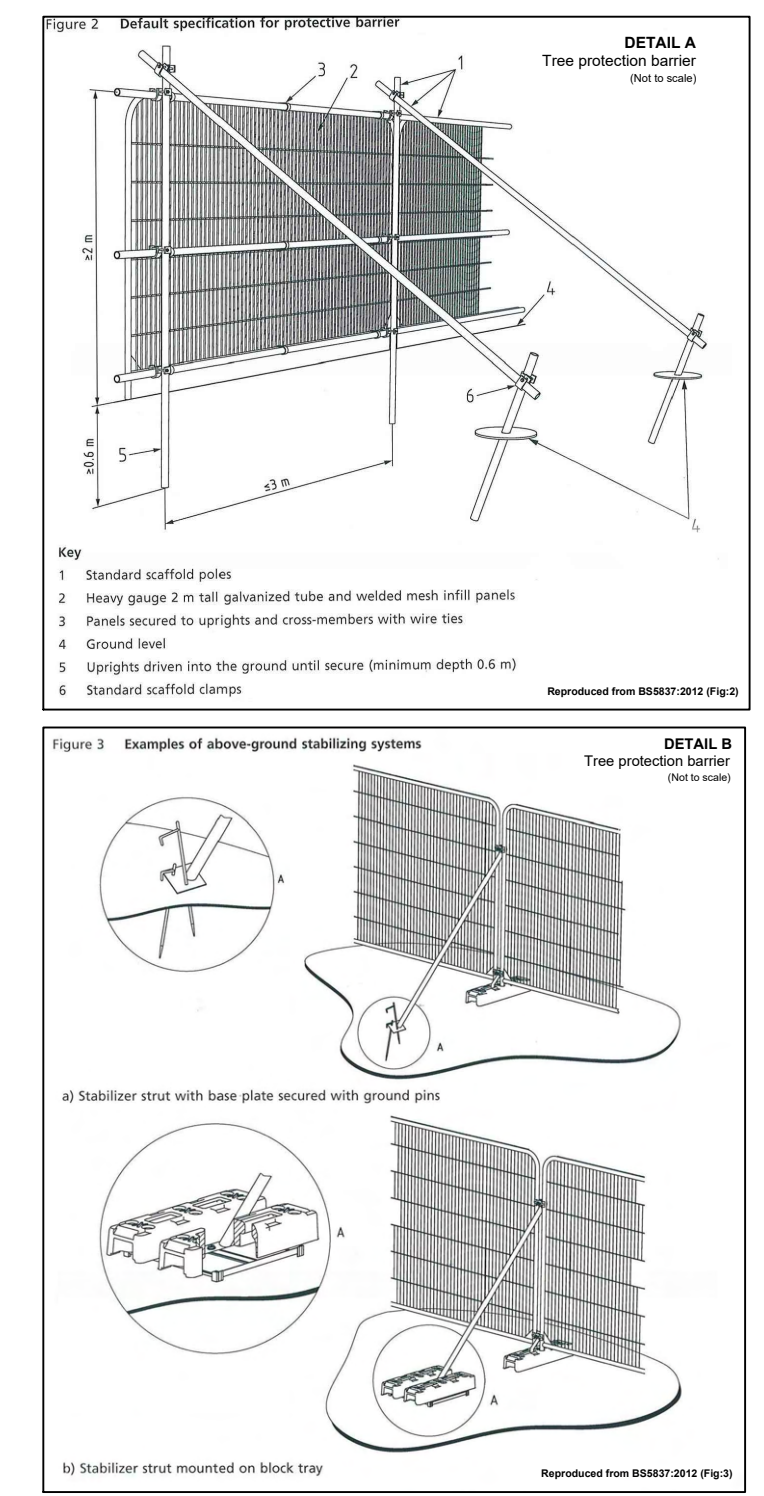 Figure 2 Default specification for protective barrier
DETAIL A
Tree protection barrier
(Not to scale)
3
2
1
≥2 m
4
6
≥0.6 m
5
≤3 m
4
Key
1 Standard scaffold poles
2 Heavy gauge 2 m tall galvanized tube and welded mesh infill panels
3 Panels secured to uprights and cross-members with wire ties
4 Ground level
5 Uprights driven into the ground until secure (minimum depth 0.6 m)
6 Standard scaffold clamps
Reproduced from BS5837:2012 (Fig:2)
Figure 3 Examples of above-ground stabilizing systems
DETAIL B
Tree protection barrier
(Not to scale)
A
A
a) Stabilizer strut with base plate secured with ground pins
A
A
b) Stabilizer strut mounted on block tray
Reproduced from BS5837:2012 (Fig:3)